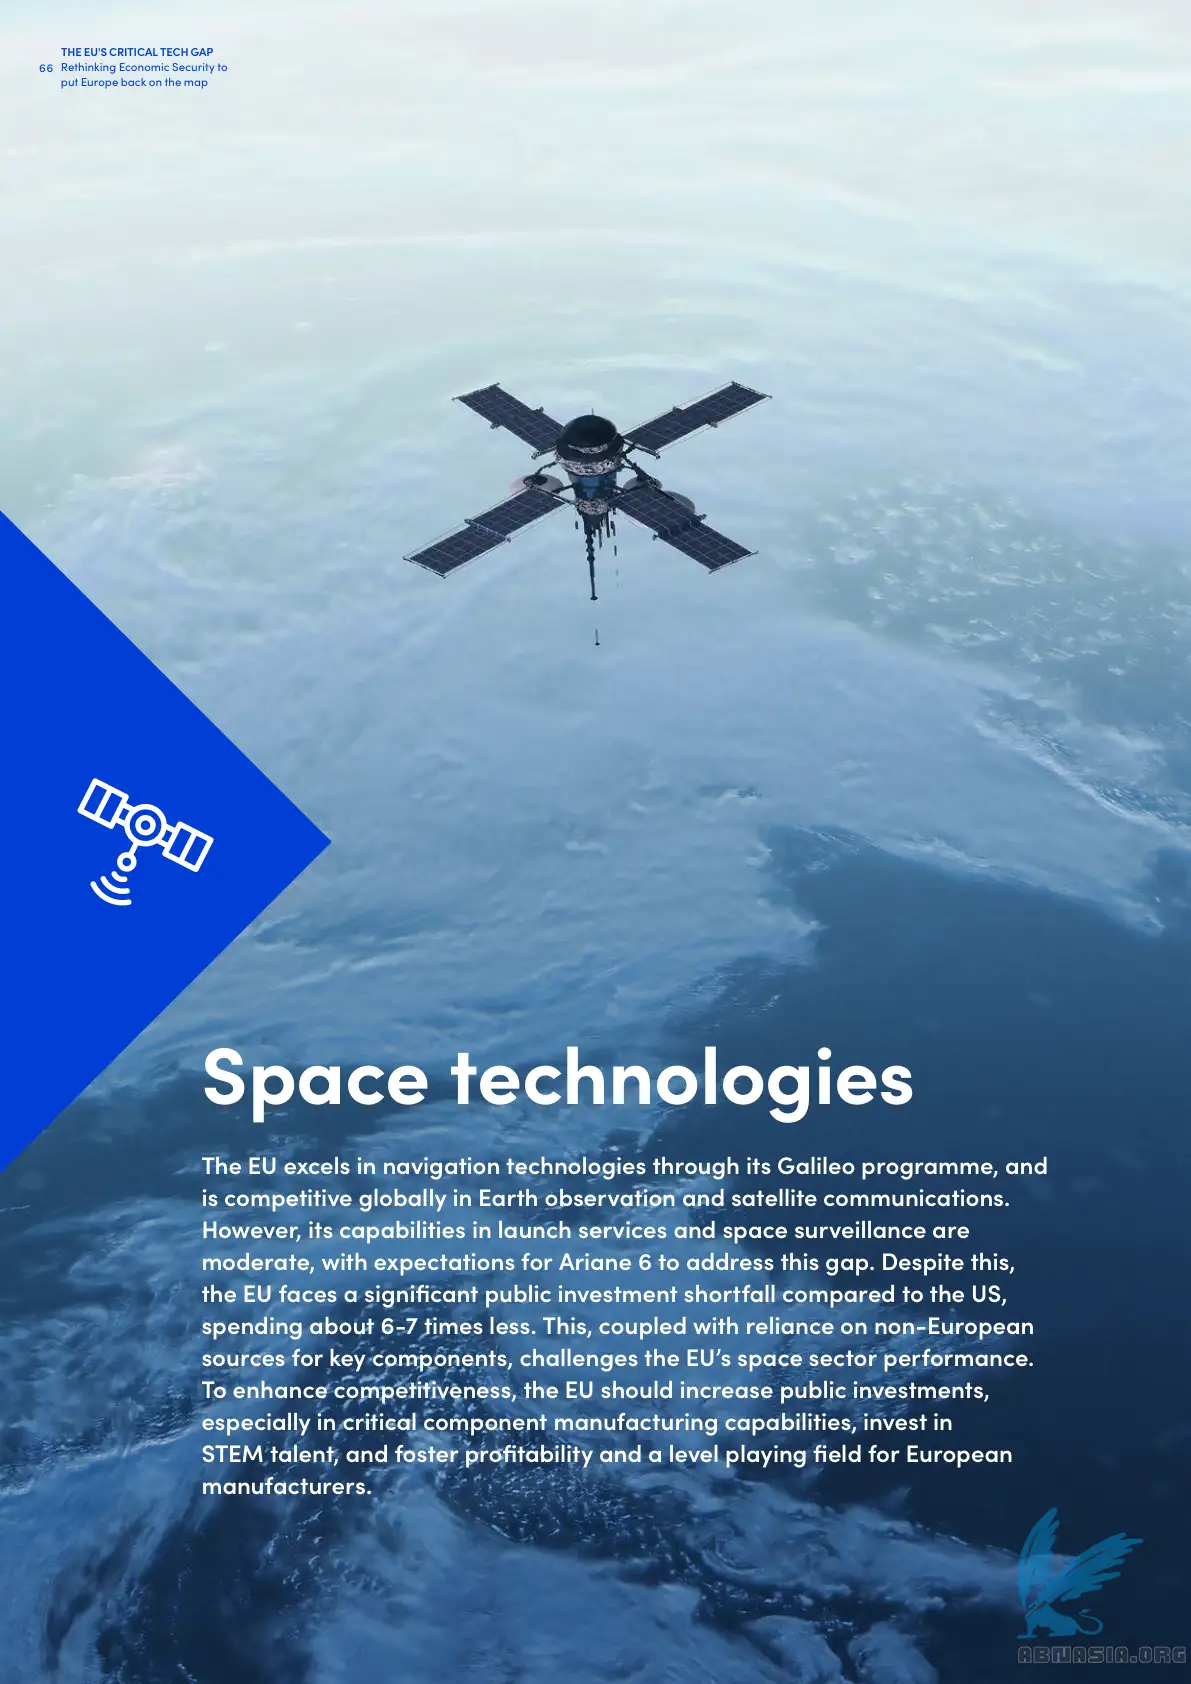 THE EU'S CRITICAL TECH GAP
66 Rethinking Economic Security to
put Europe back on the map
Space technologies
The EU excels in navigation technologies through its Galileo programme, and
is competitive globally in Earth observation and satellite communications.
However, its capabilities in launch services and space surveillance are
moderate, with expectations for Ariane 6 to address this gap. Despite this,
the EU faces a significant public investment shortfall compared to the US,
spending about 6-7 times less. This, coupled with reliance on non-European
sources for key components, challenges the EU’s space sector performance.
To enhance competitiveness, the EU should increase public investments,
especially in critical component manufacturing capabilities, invest in
STEM talent, and foster profitability and a level playing field for European
manufacturers.
ABNASIA.ORG